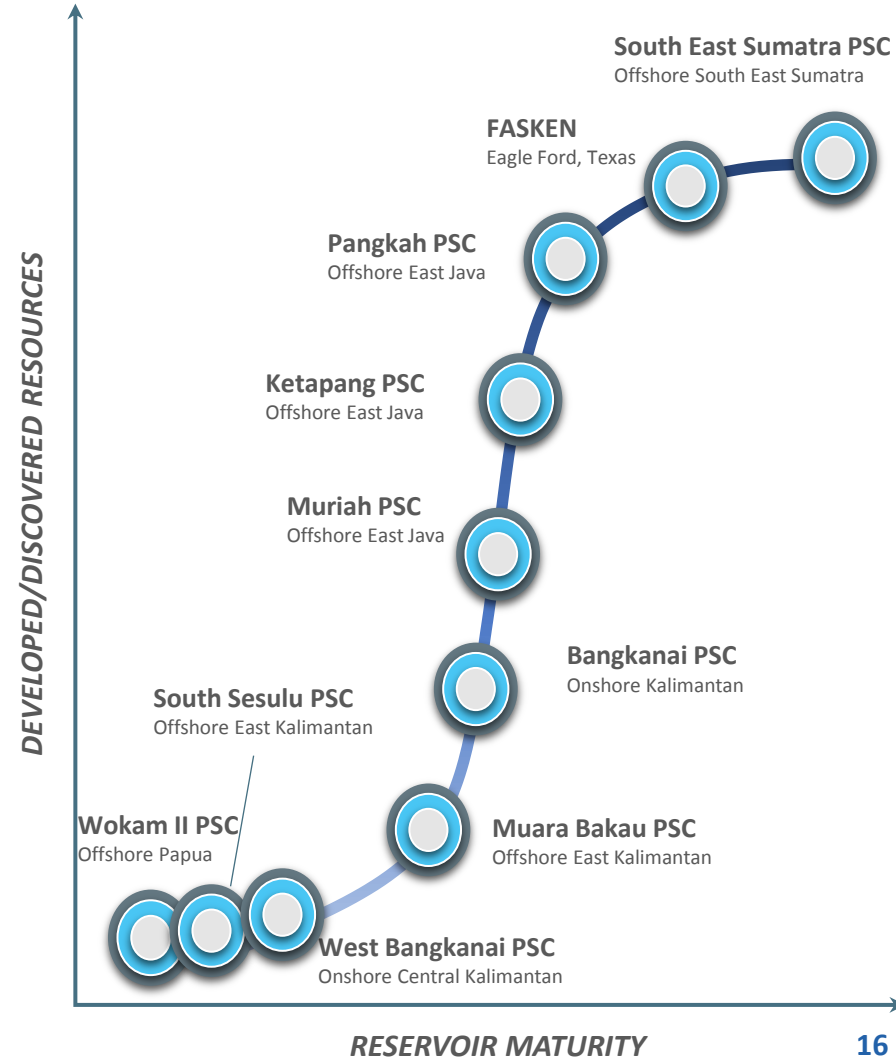 South East Sumatra PSC
Offshore South East Sumatra
FASKEN
Eagle Ford, Texas
Pangkah PSC
Offshore East Java
Ketapang PSC
Offshore East Java
Muriah PSC
Offshore East Java
Bangkanai PSC
Onshore Kalimantan
South Sesulu PSC
Offshore East Kalimantan
Wokam II PSC
Offshore Papua
Muara Bakau PSC
Offshore East Kalimantan
West Bangkanai PSC
Onshore Central Kalimantan
DEVELOPED/DISCOVERED RESOURCES
RESERVOIR MATURITY
16